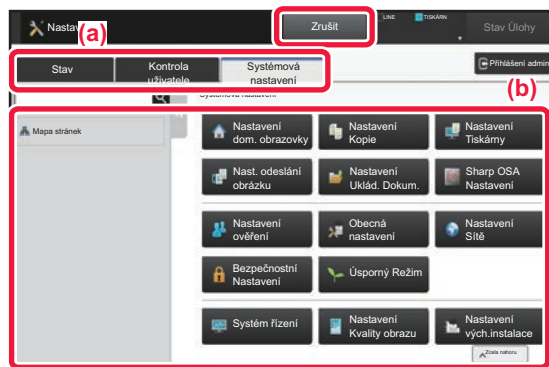 Nastav
(a)
Zrušit
LINE
TISKÁRN
Stav Úlohy
Stav
Kontrola
uživatele
Systémová
nastavení
Přihlášení admin
(b)
Systémová nastavení
Mapa stránek
Nastavení
dom. obrazovky
Nastavení
Kopie
Nastavení
Tiskárny
Nast. odeslání
obrázku
Nastavení
Uklád. Dokum.
Sharp OSA
Nastavení
Nastavení
ověření
Obecná
nastavení
Nastavení
Sítě
Bezpečnostní
Nastavení
Úsporný Režim
Systém řízení
Nastavení
Kvality obrazu
Nastavení
vých.instalace
Zcela nahoru